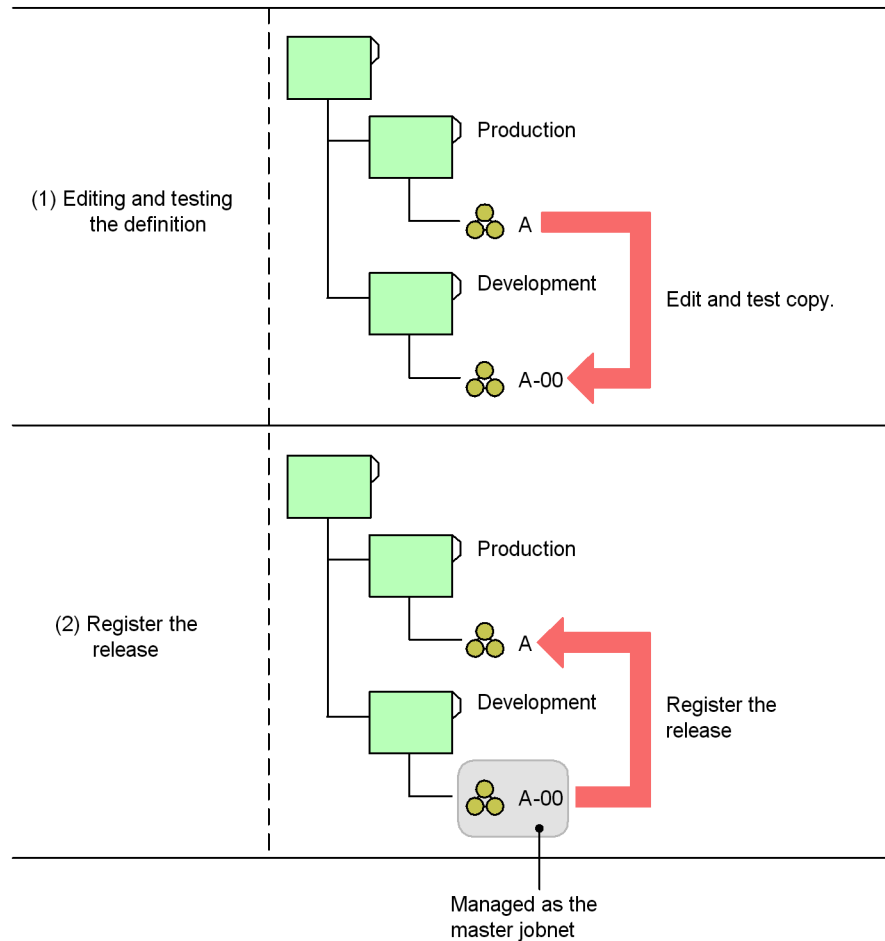 Production
(1) Editing and testing
the definition
A
Development
Edit and test copy.
A-00
Production
(2) Register the
release
A
Development
Register the
release
A-00
Managed as the
master jobnet